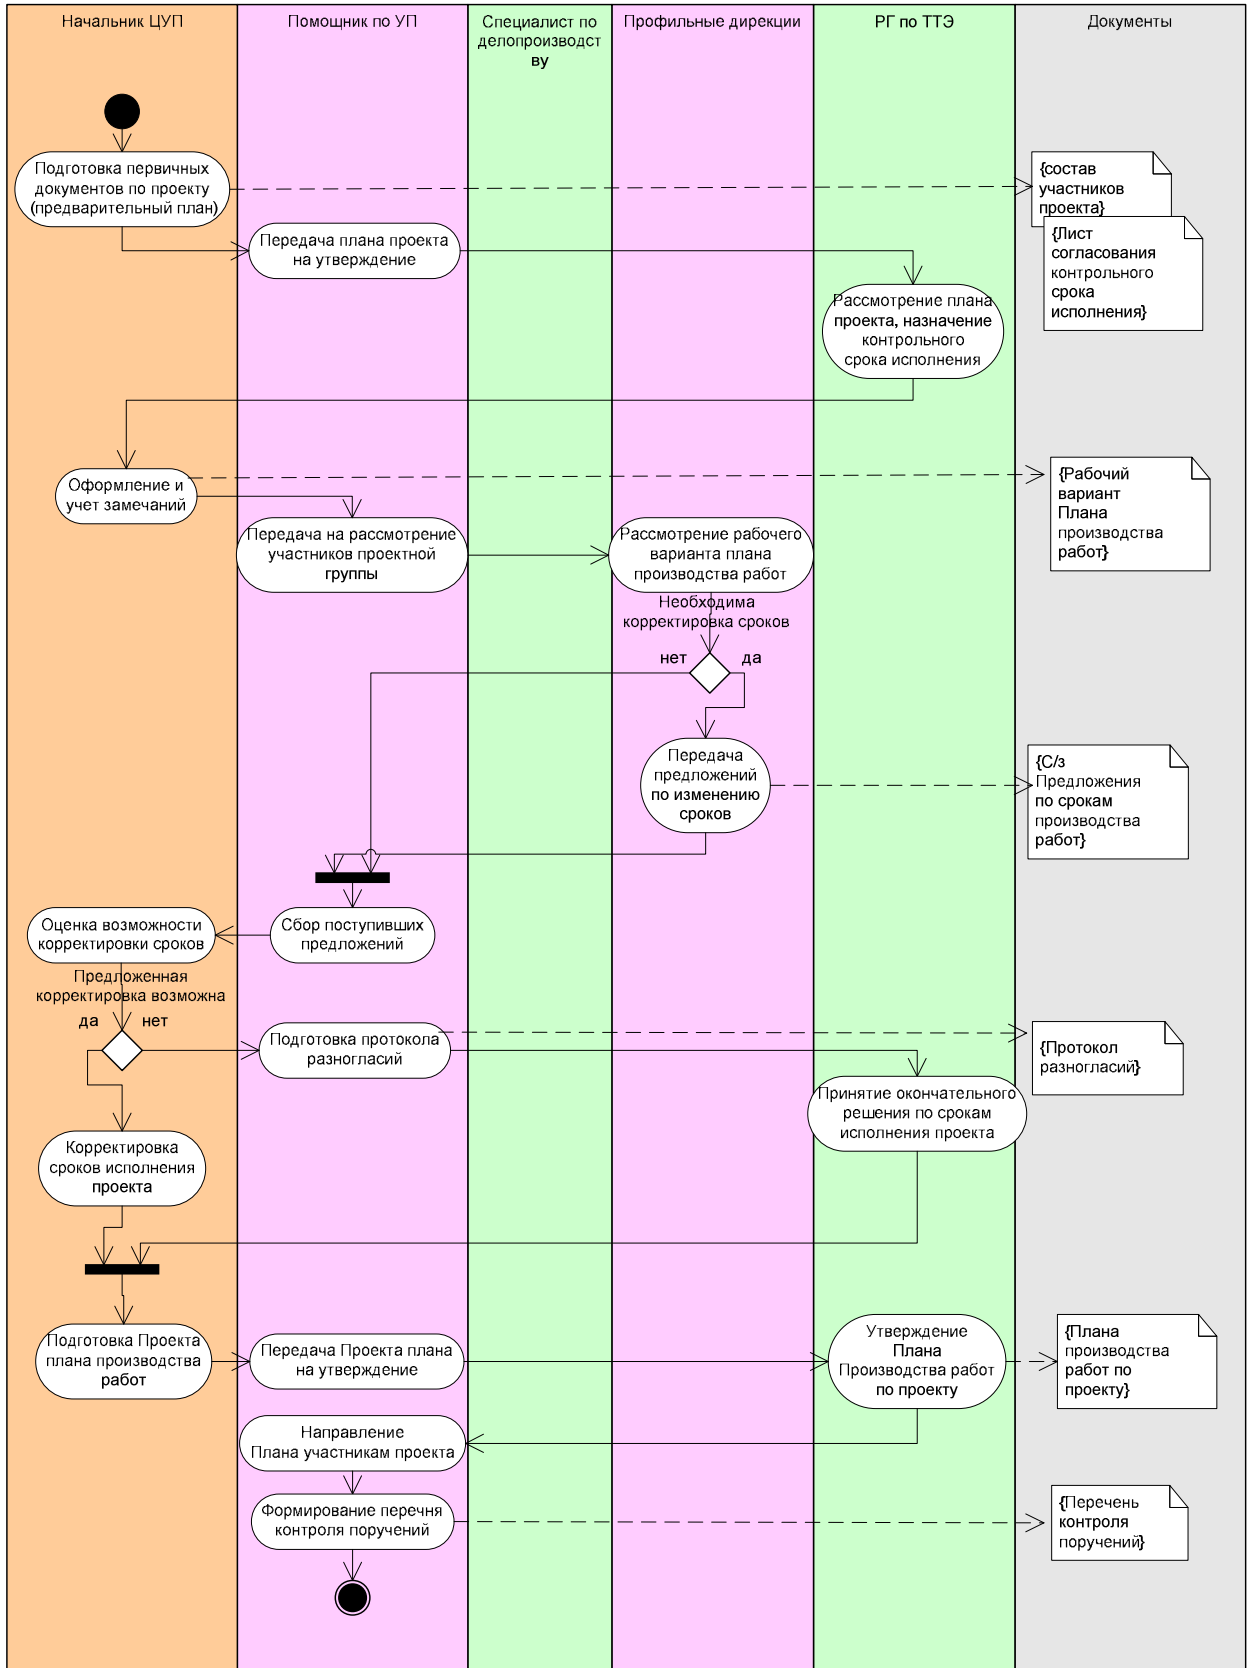 Начальник ЦУП
Помощник по УП
Специалист по
делопроизводст
ву
Профильные дирекции
РГ по ТТЭ
Документы
Подготовка первичных
документов по проекту
(предварительный план)
{состав
участников
проекта}
Передача плана проекта
на утверждение
{Лист
согласования
контрольного
срока
исполнения}
Рассмотрение плана
проекта, назначение
контрольного
срока исполнения
Оформление и
учет замечаний
{Рабочий
вариант
Плана
производства
работ}
Передача на рассмотрение
участников проектной
группы
Рассмотрение рабочего
варианта плана
производства работ
Необходима
корректировка сроков
нет
да
Передача
предложений
по изменению
сроков
{С/з
Предложения
по срокам
производства
работ}
Сбор поступивших
предложений
Оценка возможности
корректировки сроков
Предложенная
корректировка возможна
да
нет
Подготовка протокола
разногласий
{Протокол
разногласий}
Принятие окончательного
решения по срокам
исполнения проекта
Корректировка
сроков исполнения
проекта
Подготовка Проекта
плана производства
работ
Передача Проекта плана
на утверждение
Утверждение
Плана
Производства работ
по проекту
{Плана
производства
работ по
проекту}
Направление
Плана участникам проекта
Формирование перечня
контроля поручений
{Перечень
контроля
поручений}